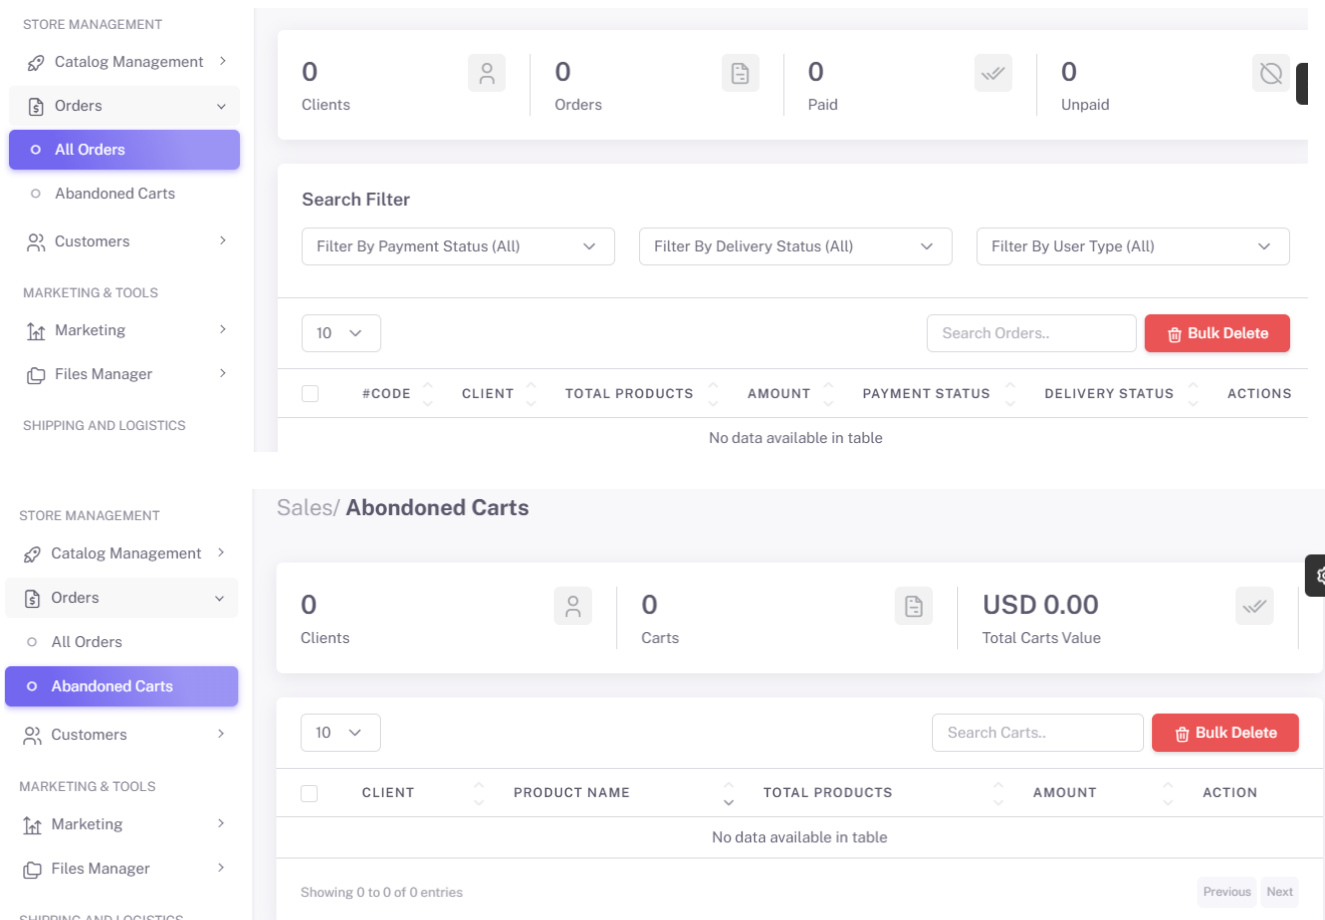 STORE MANAGEMENT
Catalog Management
Orders
All Orders
Abandoned Carts
Customers
MARKETING & TOOLS
Marketing
Files Manager
SHIPPING AND LOGISTICS
0 0 0 0
Clients Orders Paid Unpaid
Search Filter
Filter By Payment Status (All) Filter By Delivery Status (All) Filter By User Type (All)
10 Search Orders.. Bulk Delete
#CODE CLIENT TOTAL PRODUCTS AMOUNT PAYMENT STATUS DELIVERY STATUS ACTIONS
No data available in table
STORE MANAGEMENT
Catalog Management
Orders
All Orders
Abandoned Carts
Customers
MARKETING & TOOLS
Marketing
Files Manager
SHIPPING AND LOGISTICS
Sales/ Abondoned Carts
0 0 USD 0.00
Clients Carts Total Carts Value
10 Search Carts.. Bulk Delete
CLIENT PRODUCT NAME TOTAL PRODUCTS AMOUNT ACTION
No data available in table
Showing 0 to 0 of 0 entries Previous Next